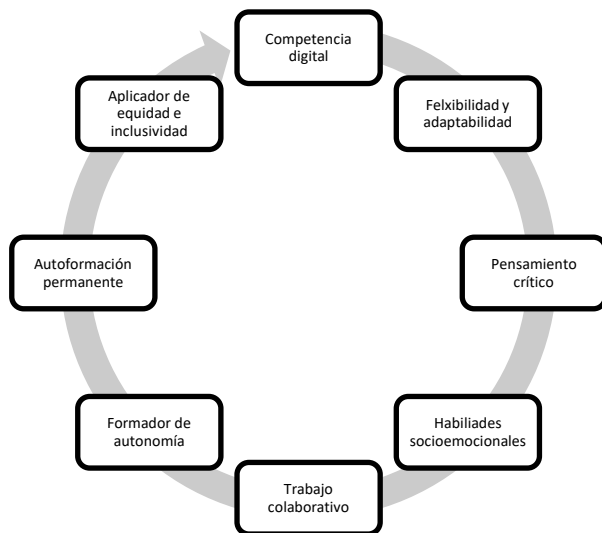 Competencia
digital
Felxibilidad y
adaptabilidad
Pensamiento
crítico
Habiliades
socioemocionales
Trabajo
colaborativo
Formador de
autonomía
Autoformación
permanente
Aplicador de
equidad e
inclusividad